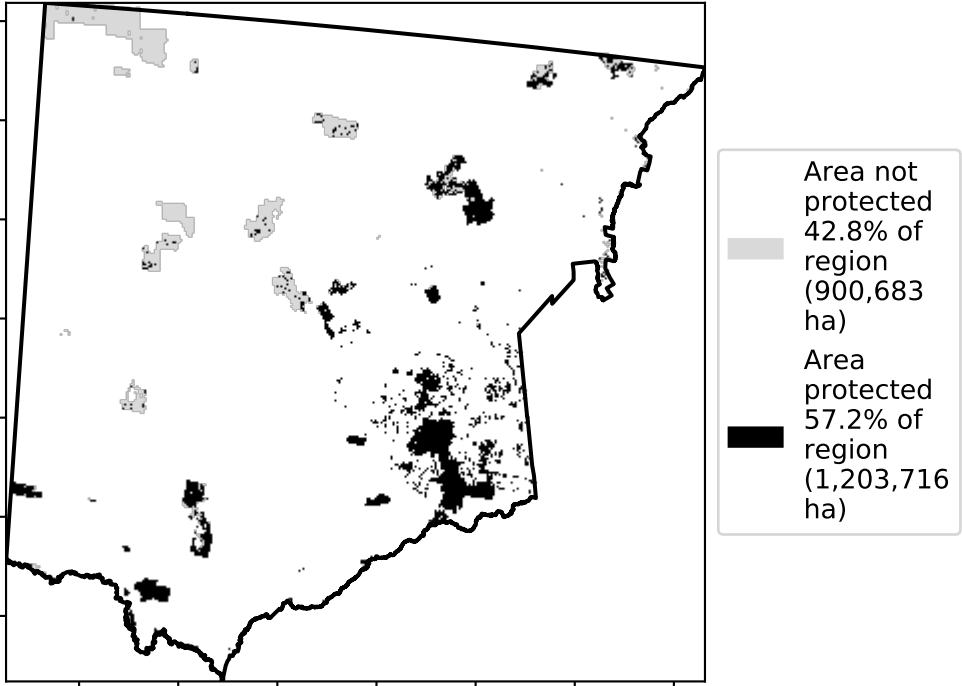 Area not
protected
42.8% of
region
(900,683
ha)
Area
protected
57.2% of
region
(1,203,716
ha)